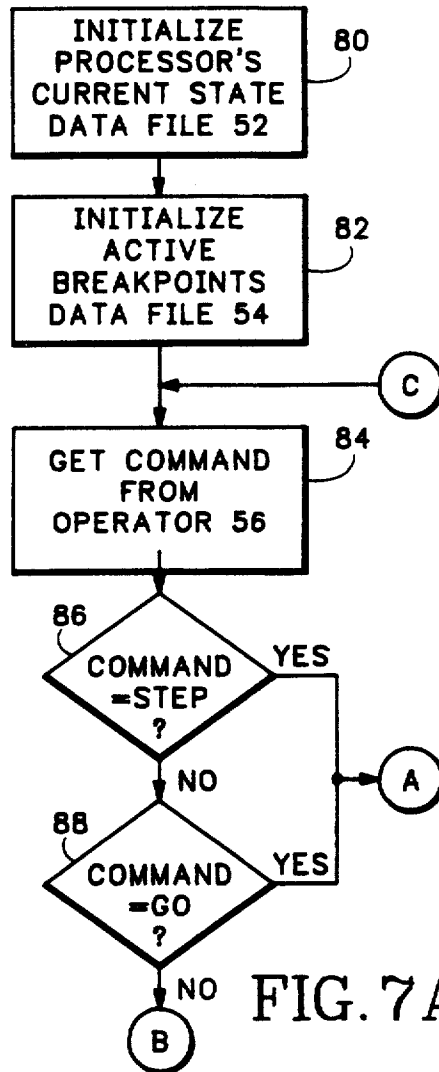 INITIALIZE
PROCESSOR'S
CURRENT STATE
DATA FILE 52
80
INITIALIZE
ACTIVE
BREAKPOINTS
DATA FILE 54
82
C
GET COMMAND
FROM
OPERATOR 56
84
86
COMMAND
=STEP
?
YES
NO
A
88
COMMAND
=GO
?
YES
NO
B
FIG. 7A